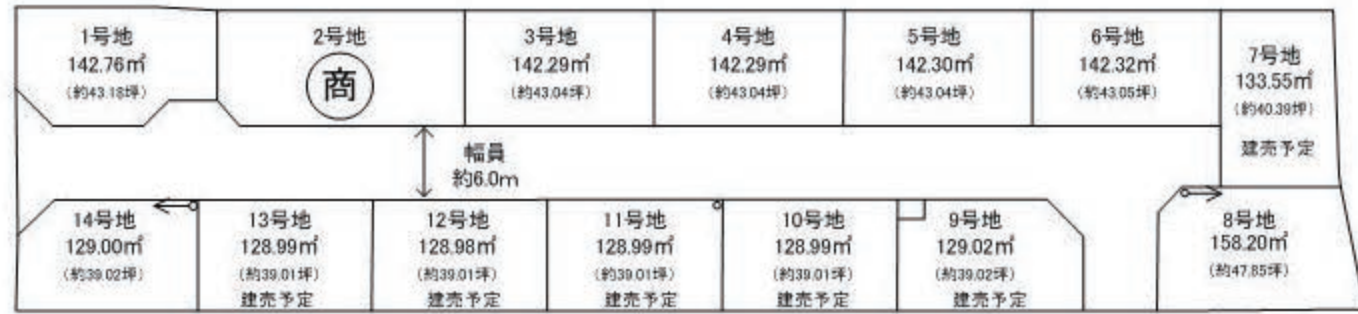 1号地
142.76㎡
(約43.18坪)
2号地
商
3号地
142.29㎡
(約43.04坪)
4号地
142.29㎡
(約43.04坪)
5号地
142.30㎡
(約43.04坪)
6号地
142.32㎡
(約43.05坪)
7号地
133.55㎡
(約40.39坪)
建売予定
幅員
約6.0m
14号地
129.00㎡
(約39.02坪)
13号地
128.99㎡
(約39.01坪)
建売予定
12号地
128.98㎡
(約39.01坪)
建売予定
11号地
128.99㎡
(約39.01坪)
建売予定
10号地
128.99㎡
(約39.01坪)
建売予定
9号地
129.02㎡
(約39.02坪)
建売予定
8号地
158.20㎡
(約47.85坪)